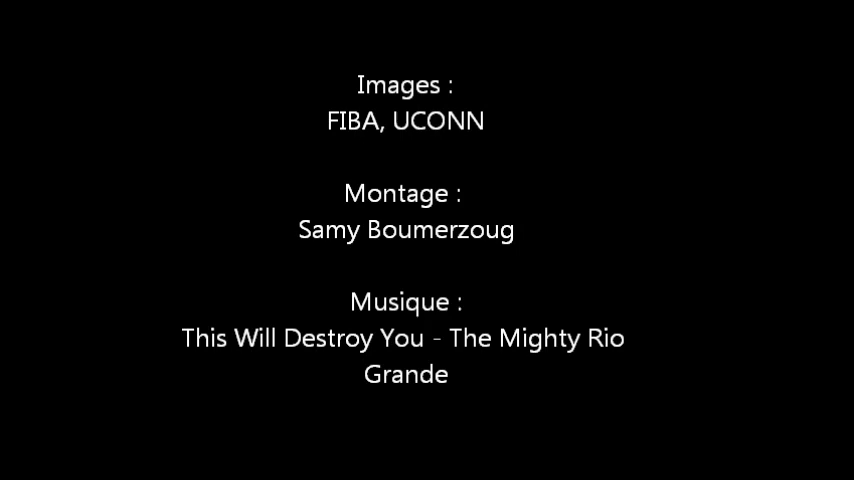 Images :
FIBA, UCONN
Montage :
Samy Boumerzoug
Musique :
This Will Destroy You - The Mighty Rio
Grande